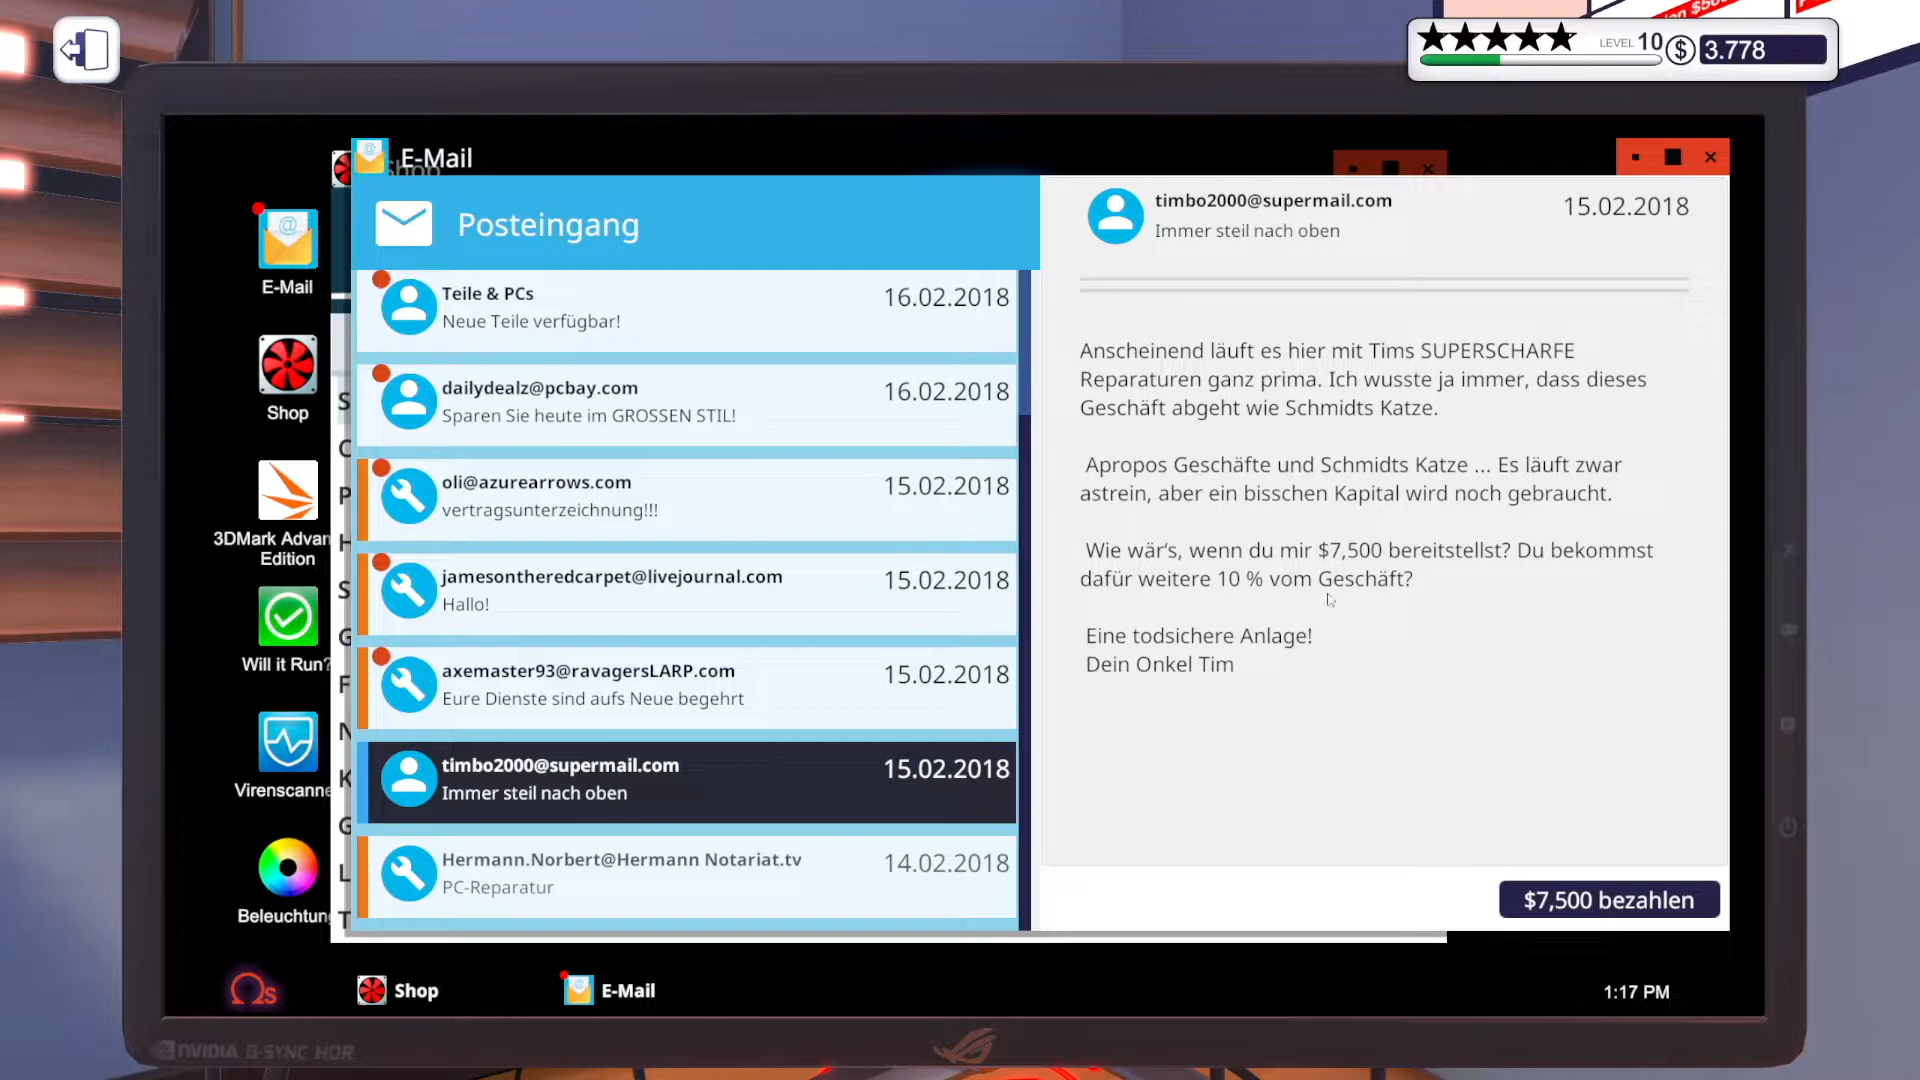 LEVEL 10
$ 3.778
E-Mail
Shop
Posteingang
Teile & PCs
16.02.2018
Neue Teile verfügbar!
dailydealz@pcbay.com
16.02.2018
Sparen Sie heute im GROSSEN STIL!
oli@azurearrows.com
15.02.2018
vertragsunterzeichnung!!!
jamesontheredcarpet@livejournal.com
15.02.2018
Hallo!
axemaster93@ravagersLARP.com
15.02.2018
Eure Dienste sind aufs Neue begehrt
timbo2000@supermail.com
15.02.2018
Immer steil nach oben
Hermann.Norbert@Hermann Notariat.tv
14.02.2018
PC-Reparatur
timbo2000@supermail.com
15.02.2018
Immer steil nach oben
Anscheinend läuft es hier mit Tims SUPERSCHARFE
Reparaturen ganz prima. Ich wusste ja immer, dass dieses
Geschäft abgeht wie Schmidts Katze.
Apropos Geschäfte und Schmidts Katze ... Es läuft zwar
astrein, aber ein bisschen Kapital wird noch gebraucht.
Wie wär's, wenn du mir $7,500 bereitstellst? Du bekommst
dafür weitere 10 % vom Geschäft?
Eine todsichere Anlage!
Dein Onkel Tim
$7,500 bezahlen
E-Mail
Shop
3DMark Advan
Edition
Will it Run?
Virenscanne
Beleuchtun
S
C
P
H
S
G
F
N
K
G
L
T
Shop
E-Mail
1:17 PM
NVIDIA G-SYNC HDR